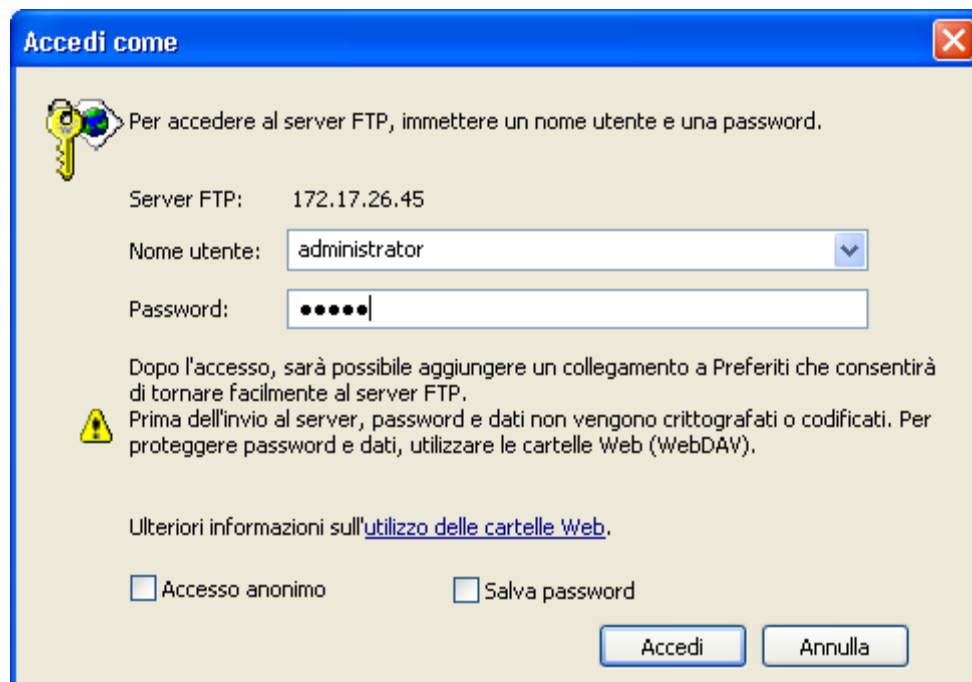 Accedi come
Per accedere al server FTP, immettere un nome utente e una password.
Server FTP: 172.17.26.45
Nome utente: administrator
Password: •••••
Dopo l'accesso, sarà possibile aggiungere un collegamento a Preferiti che consentirà
di tornare facilmente al server FTP.
Prima dell'invio al server, password e dati non vengono crittografati o codificati. Per
proteggere password e dati, utilizzare le cartelle Web (WebDAV).
Ulteriori informazioni sull'utilizzo delle cartelle Web.
Accesso anonimo Salva password
Accedi Annulla